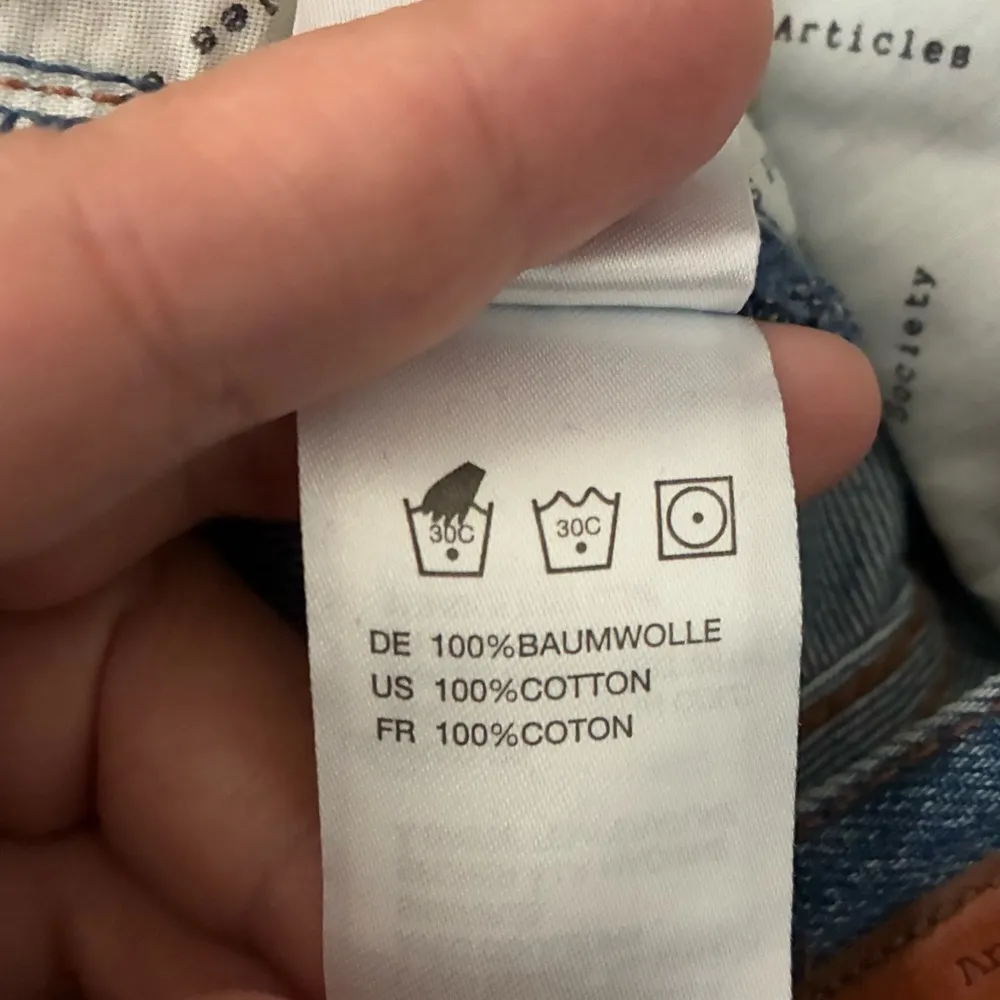 Articles
Society
30C 30C
DE 100%BAUMWOLLE
US 100%COTTON
FR 100%COTON